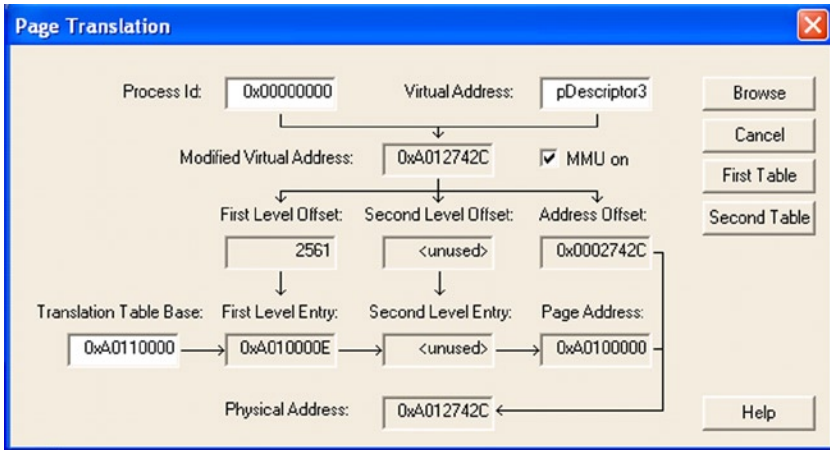 Page Translation
Process Id: 0x00000000 Virtual Address: pDescriptor3 Browse
Cancel
Modified Virtual Address: 0xA012742C MMU on
First Table
First Level Offset: Second Level Offset: Address Offset: Second Table
2561 <unused> 0x0002742C
Translation Table Base: First Level Entry: Second Level Entry: Page Address:
0xA0110000 0xA010000E <unused> 0xA0100000
Physical Address: 0xA012742C Help